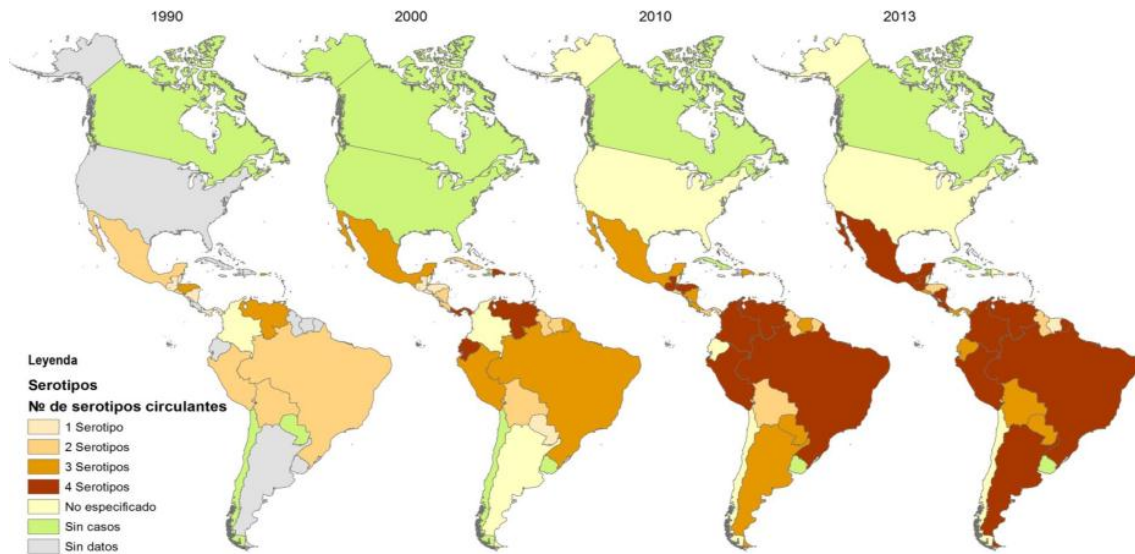 1990
2000
2010
2013
Leyenda
Serotipos
№ de serotipos circulantes
1 Serotipo
2 Serotipos
3 Serotipos
4 Serotipos
No especificado
Sin casos
Sin datos